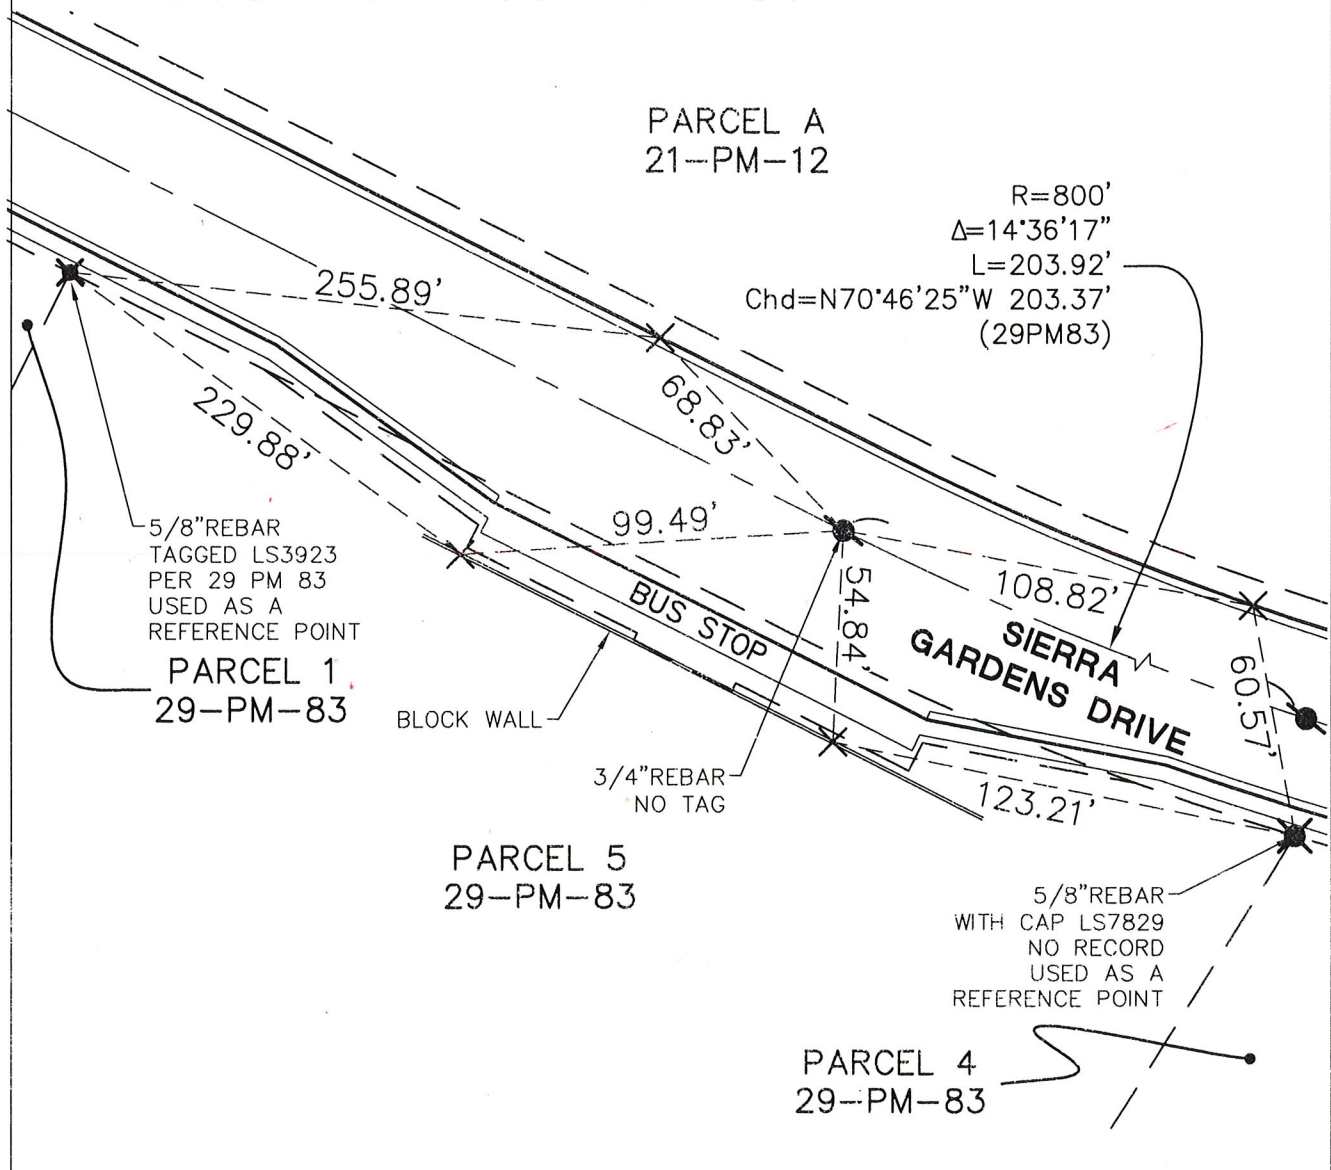 PARCEL A
21-PM-12
R=800'
Δ=14°36'17"
L=203.92'
Chd=N70°46'25"W 203.37'
(29PM83)
255.89'
68.83'
229.88'
99.49'
5/8"REBAR
TAGGED LS3923
PER 29 PM 83
USED AS A
REFERENCE POINT
PARCEL 1
29-PM-83
BUS STOP
54.84'
108.82'
SIERRA
GARDENS DRIVE
60.57'
BLOCK WALL
3/4"REBAR
NO TAG
123.21'
PARCEL 5
29-PM-83
5/8"REBAR
WITH CAP LS7829
NO RECORD
USED AS A
REFERENCE POINT
PARCEL 4
29-PM-83